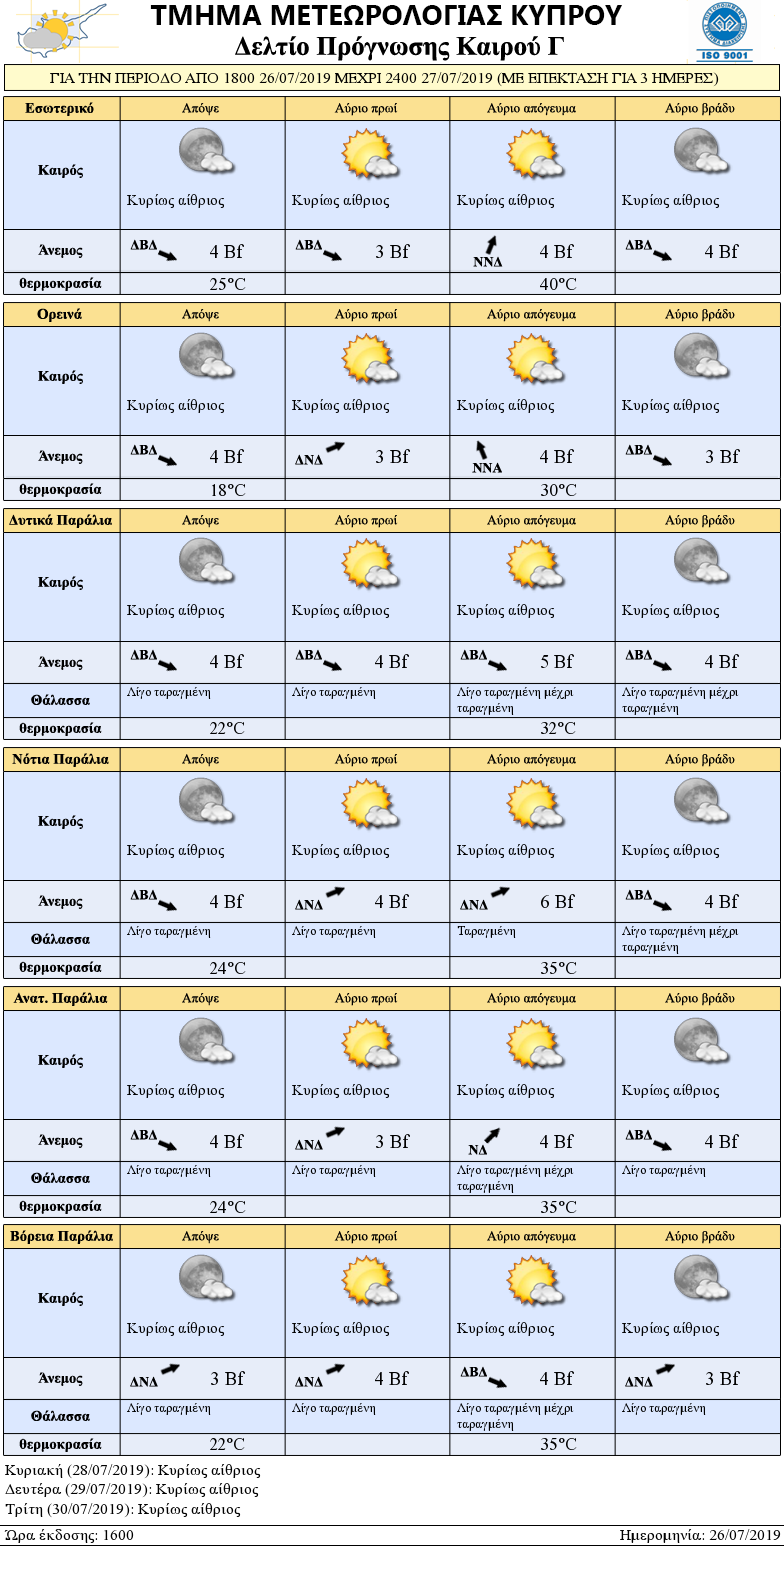 ΤΜΗΜΑ ΜΕΤΕΩΡΟΛΟΓΙΑΣ ΚΥΠΡΟΥ
Δελτίο Πρόγνωσης Καιρού Γ
ISO 9001
ΓΙΑ ΤΗΝ ΠΕΡΙΟΔΟ ΑΠΟ 1800 26/07/2019 ΜΕΧΡΙ 2400 27/07/2019 (ΜΕ ΕΠΕΚΤΑΣΗ ΓΙΑ 3 ΗΜΕΡΕΣ)
Εσωτερικό Απόψε Αύριο πρωί Αύριο απόγευμα Αύριο βράδυ
Καιρός
Κυρίως αίθριος Κυρίως αίθριος Κυρίως αίθριος Κυρίως αίθριος
Άνεμος ΔΒΔ 4 Bf ΔΒΔ 3 Bf ΝΝΔ 4 Bf ΔΒΔ 4 Bf
θερμοκρασία 25°C 40°C
Ορεινά Απόψε Αύριο πρωί Αύριο απόγευμα Αύριο βράδυ
Καιρός
Κυρίως αίθριος Κυρίως αίθριος Κυρίως αίθριος Κυρίως αίθριος
Άνεμος ΔΒΔ 4 Bf ΔΝΔ 3 Bf ΝΝΑ 4 Bf ΔΒΔ 3 Bf
θερμοκρασία 18°C 30°C
Δυτικά Παράλια Απόψε Αύριο πρωί Αύριο απόγευμα Αύριο βράδυ
Καιρός
Κυρίως αίθριος Κυρίως αίθριος Κυρίως αίθριος Κυρίως αίθριος
Άνεμος ΔΒΔ 4 Bf ΔΒΔ 4 Bf ΔΒΔ 5 Bf ΔΒΔ 4 Bf
Θάλασσα Λίγο ταραγμένη Λίγο ταραγμένη Λίγο ταραγμένη μέχρι Λίγο ταραγμένη μέχρι
ταραγμένη ταραγμένη
θερμοκρασία 22°C 32°C
Νότια Παράλια Απόψε Αύριο πρωί Αύριο απόγευμα Αύριο βράδυ
Καιρός
Κυρίως αίθριος Κυρίως αίθριος Κυρίως αίθριος Κυρίως αίθριος
Άνεμος ΔΒΔ 4 Bf ΔΝΔ 4 Bf ΔΝΔ 6 Bf ΔΒΔ 4 Bf
Θάλασσα Λίγο ταραγμένη Λίγο ταραγμένη Ταραγμένη Λίγο ταραγμένη μέχρι
ταραγμένη
θερμοκρασία 24°C 35°C
Ανατ. Παράλια Απόψε Αύριο πρωί Αύριο απόγευμα Αύριο βράδυ
Καιρός
Κυρίως αίθριος Κυρίως αίθριος Κυρίως αίθριος Κυρίως αίθριος
Άνεμος ΔΒΔ 4 Bf ΔΝΔ 3 Bf ΝΔ 4 Bf ΔΒΔ 4 Bf
Θάλασσα Λίγο ταραγμένη Λίγο ταραγμένη Λίγο ταραγμένη μέχρι Λίγο ταραγμένη
ταραγμένη
θερμοκρασία 24°C 35°C
Βόρεια Παράλια Απόψε Αύριο πρωί Αύριο απόγευμα Αύριο βράδυ
Καιρός
Κυρίως αίθριος Κυρίως αίθριος Κυρίως αίθριος Κυρίως αίθριος
Άνεμος ΔΝΔ 3 Bf ΔΝΔ 4 Bf ΔΒΔ 4 Bf ΔΝΔ 3 Bf
Θάλασσα Λίγο ταραγμένη Λίγο ταραγμένη Λίγο ταραγμένη μέχρι Λίγο ταραγμένη
ταραγμένη
θερμοκρασία 22°C 35°C
Κυριακή (28/07/2019): Κυρίως αίθριος
Δευτέρα (29/07/2019): Κυρίως αίθριος
Τρίτη (30/07/2019): Κυρίως αίθριος
Ώρα έκδοσης: 1600 Ημερομηνία: 26/07/2019